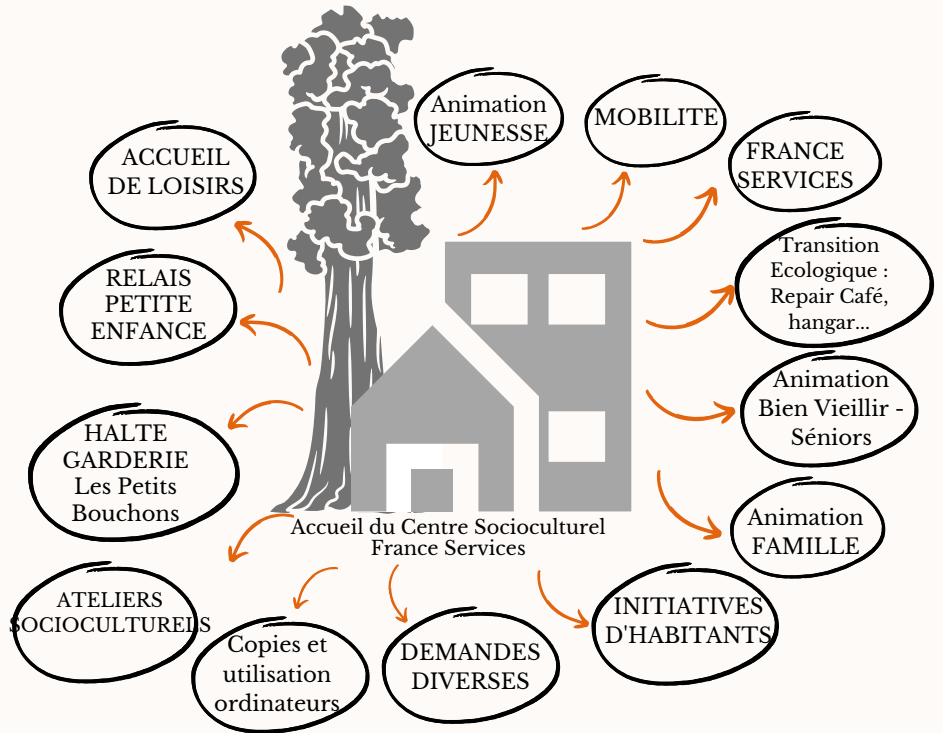 Animation
JEUNESSE
MOBILITE
FRANCE
SERVICES
ACCUEIL
DE LOISIRS
Transition
Ecologique :
Repair Café,
hangar...
RELAIS
PETITE
ENFANCE
Animation
Bien Vieillir -
Séniors
HALTE
GARDERIE
Les Petits
Bouchons
Animation
FAMILLE
Accueil du Centre Socioculturel
France Services
ATELIERS
SOCIOCULTURELS
Copies et
utilisation
ordinateurs
DEMANDES
DIVERSES
INITIATIVES
D'HABITANTS